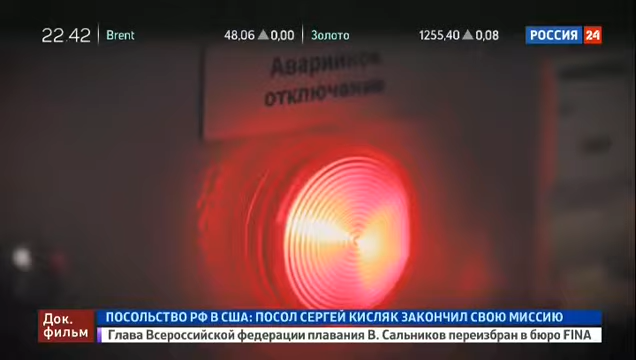 22.42 Brent 48,06 ▲ 0,00 Золото 1255,40 ▲ 0,08 РОССИЯ 24
Аварийное
отключение
Док.
фильм
ПОСОЛЬСТВО РФ В США: ПОСОЛ СЕРГЕЙ КИСЛЯК ЗАКОНЧИЛ СВОЮ МИССИЮ
Глава Всероссийской федерации плавания В. Сальников переизбран в бюро FINA